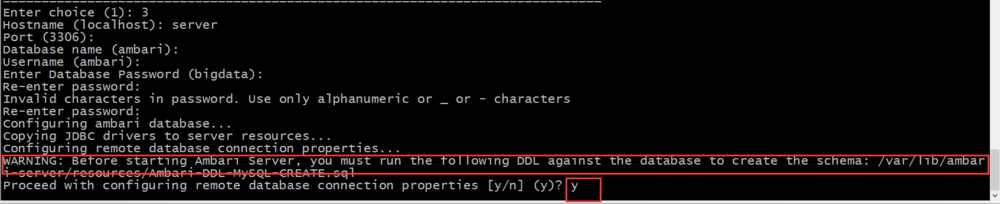 Enter choice (1): 3
Hostname (localhost): server
Port (3306):
Database name (ambari):
Username (ambari):
Enter Database Password (bigdata):
Re-enter password:
Invalid characters in password. Use only alphanumeric or _ or - characters
Re-enter password:
Configuring ambari database...
Copying JDBC drivers to server resources...
Configuring remote database connection properties...
WARNING: Before starting Ambari Server, you must run the following DDL against the database to create the schema: /var/lib/ambar
i-server/resources/Ambari-DDL-MySQL-CREATE.sql
Proceed with configuring remote database connection properties [y/n] (y)? y